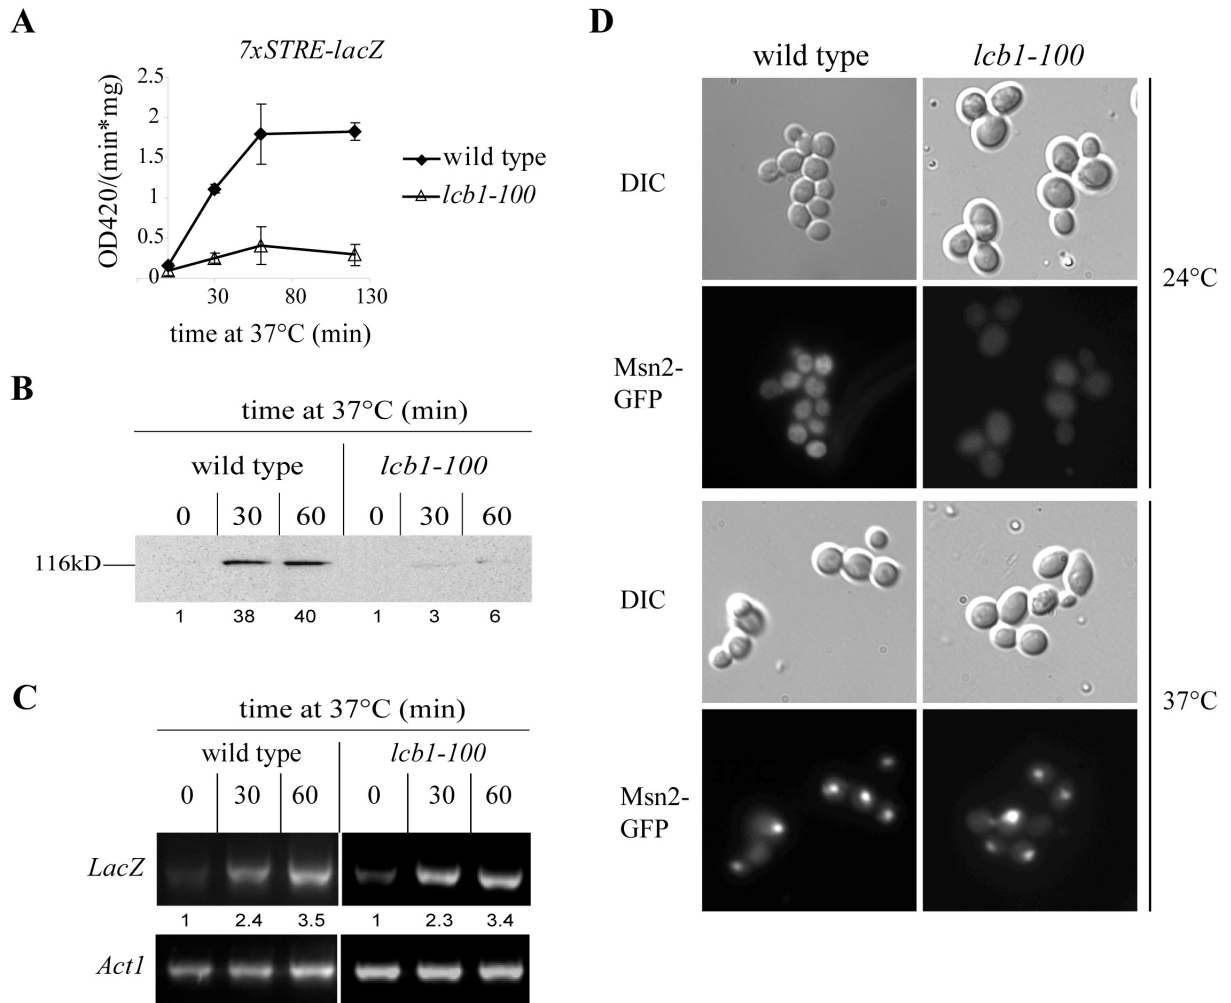 A
7xSTRE-lacZ
OD420/(min*mg)
2.5
2
1.5
1
0.5
0
30
80
130
time at 37°C (min)
wild type
lcb1-100
B
time at 37°C (min)
wild type
lcb1-100
0 30 60 0 30 60
116kD
1 38 40 1 3 6
C
time at 37°C (min)
wild type
lcb1-100
0 30 60 0 30 60
LacZ
1 2.4 3.5 1 2.3 3.4
Act1
D
wild type
lcb1-100
DIC
24°C
Msn2-
GFP
DIC
37°C
Msn2-
GFP